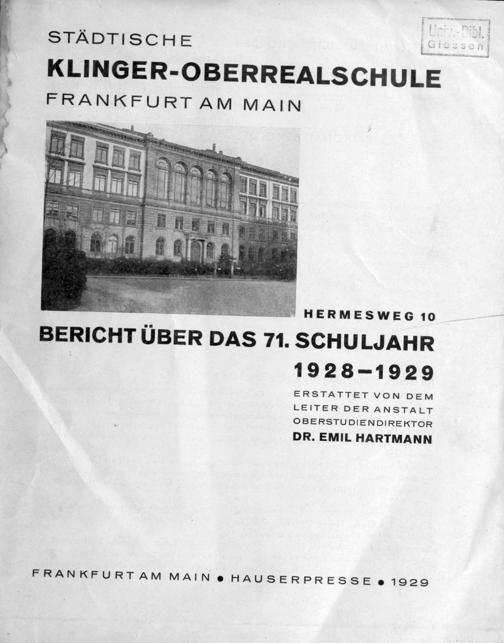 Univ.-Bibl.
Giessen
STÄDTISCHE
KLINGER-OBERREALSCHULE
FRANKFURT AM MAIN
HERMESWEG 10
BERICHT ÜBER DAS 71. SCHULJAHR
1928–1929
ERSTATTET VON DEM
LEITER DER ANSTALT
OBERSTUDIENDIREKTOR
DR. EMIL HARTMANN
FRANKFURT AM MAIN ● HAUSERPRESSE ● 1929